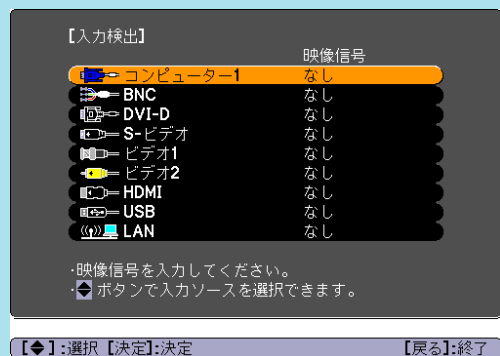 【入力検出】
映像信号
コンピューター1 なし
BNC なし
DVI-D なし
S-ビデオ なし
ビデオ1 なし
ビデオ2 なし
HDMI なし
USB なし
LAN なし
・映像信号を入力してください。
・◆ ボタンで入力ソースを選択できます。
【◆】:選択 【決定】:決定 【戻る】:終了